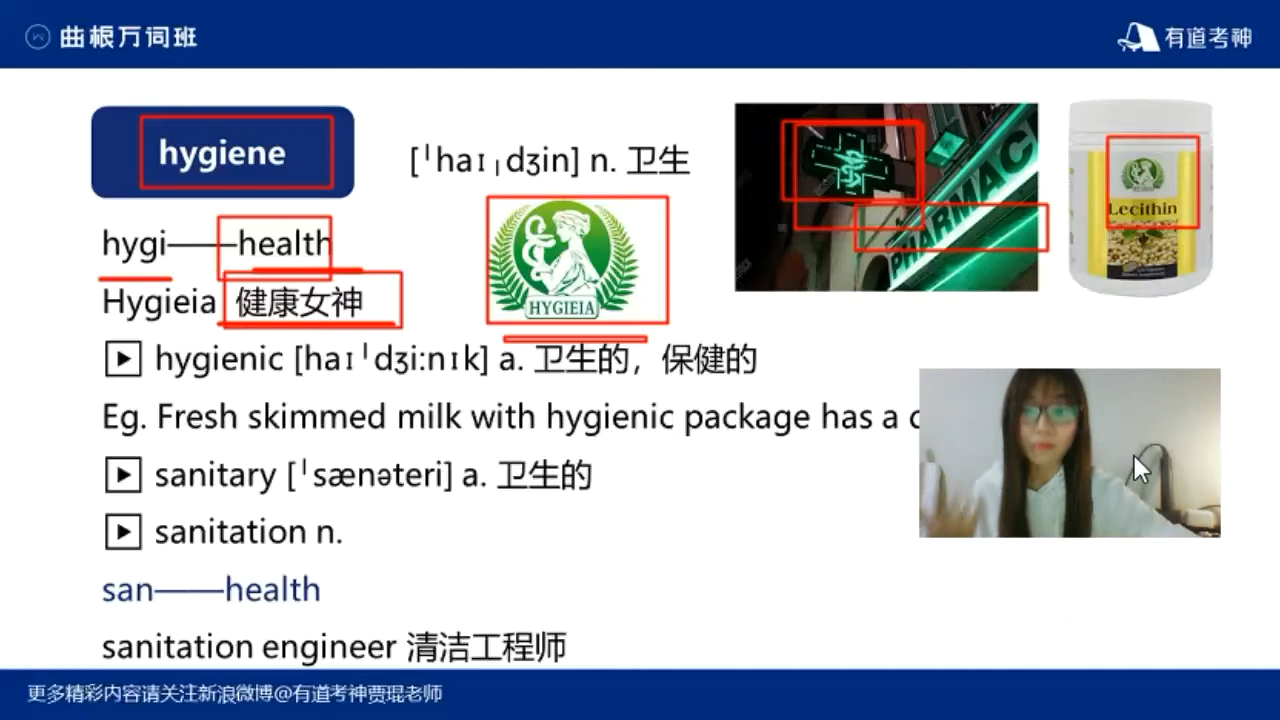 曲根万词班
有道考神
hygiene
[ˈhaɪˌdʒin] n. 卫生
PHARMAC
Lecithin
hygi——health
Hygieia 健康女神
HYGIEIA
hygienic [haɪˈdʒi:nɪk] a. 卫生的，保健的
Eg. Fresh skimmed milk with hygienic package has a
sanitary [ˈsænəteri] a. 卫生的
sanitation n.
san——health
sanitation engineer 清洁工程师
更多精彩内容请关注新浪微博@有道考神贾琨老师